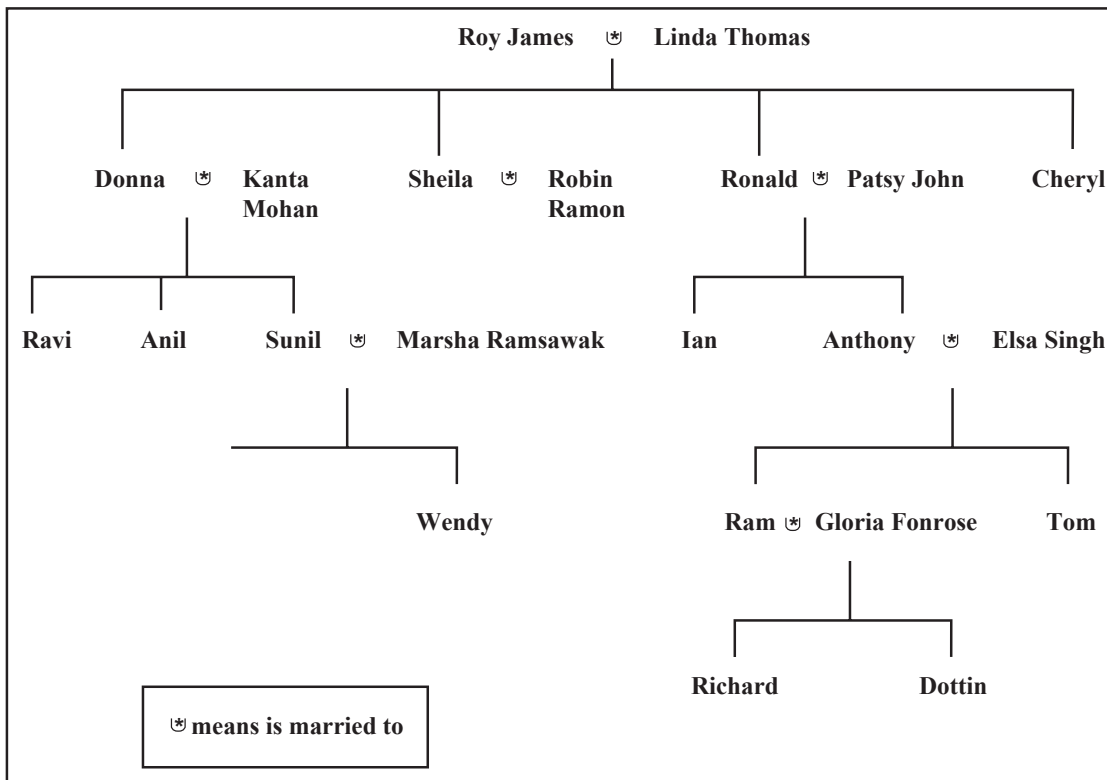 Roy James Linda Thomas
Donna Kanta Sheila Robin Ronald Patsy John Cheryl
Mohan Ramon
Ravi Anil Sunil Marsha Ramsawak Ian Anthony Elsa Singh
Wendy Ram Gloria Fonrose Tom
Richard Dottin
means is married to